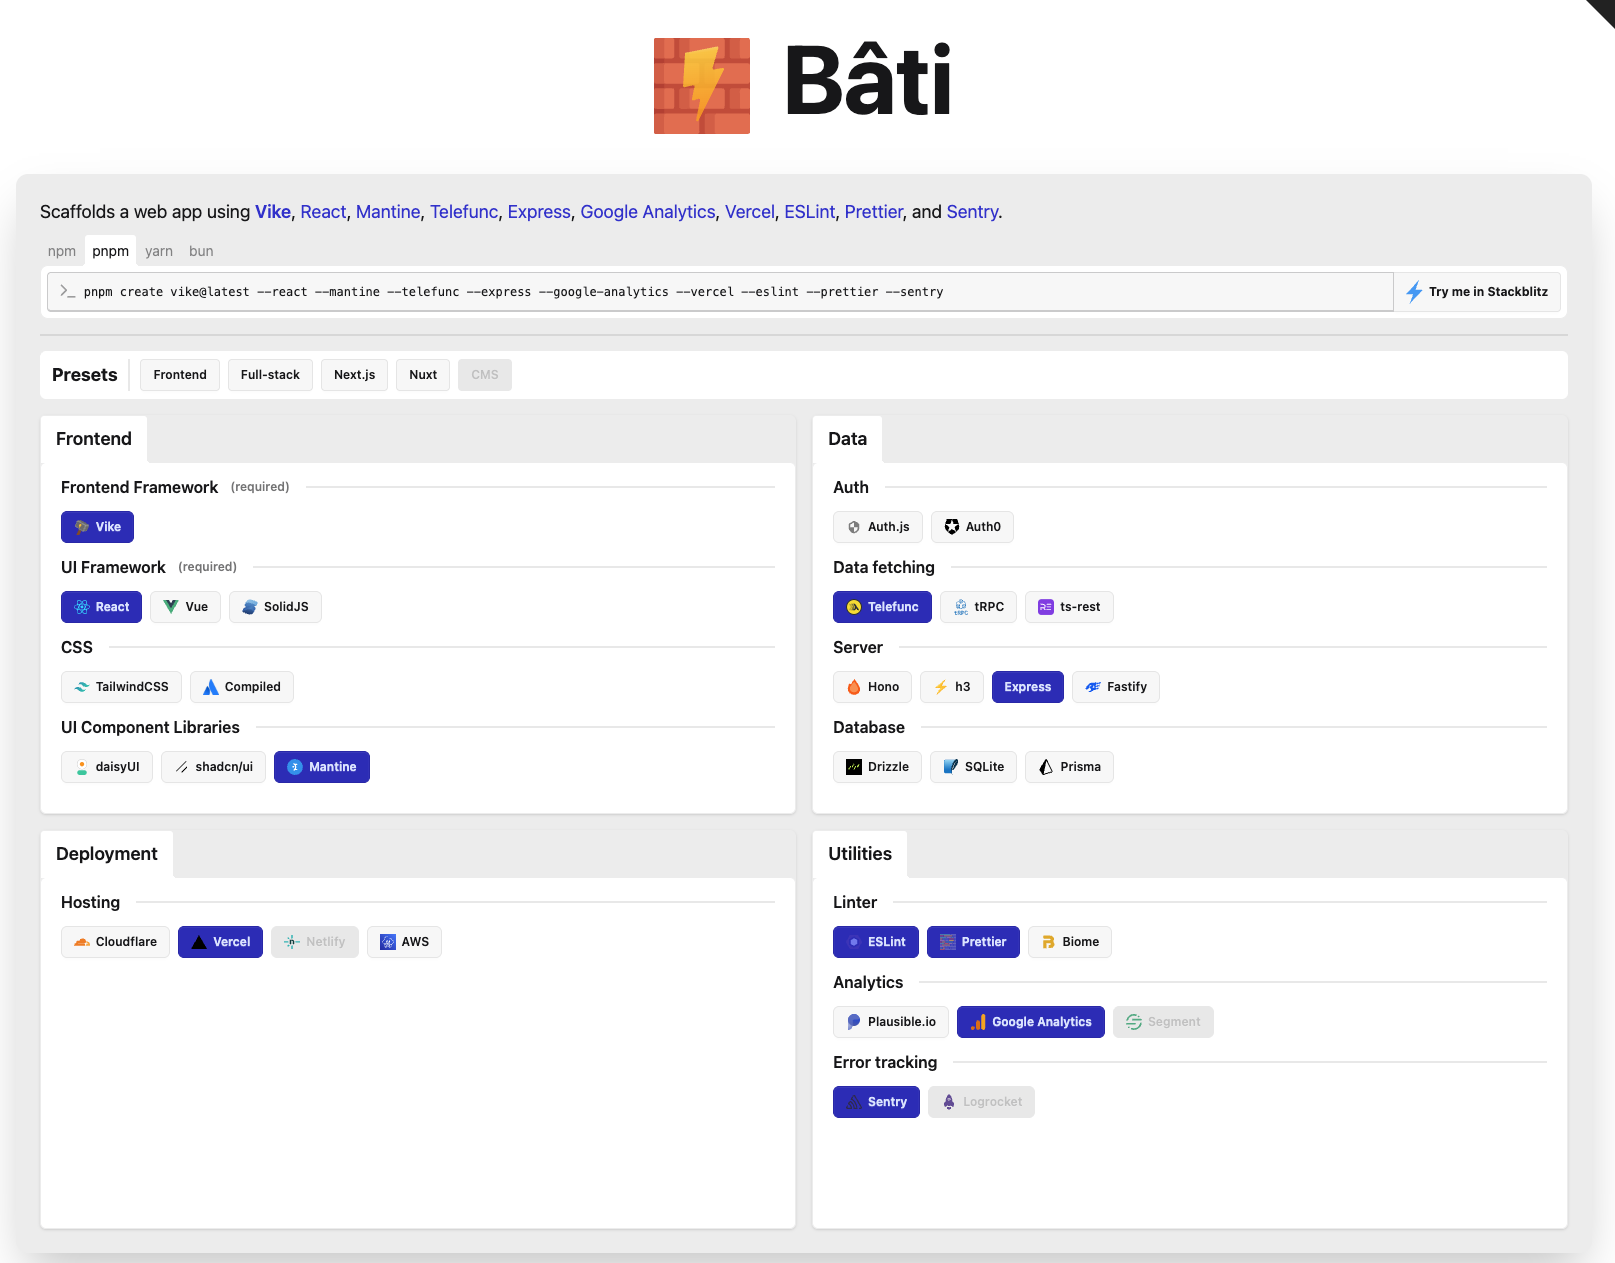 Bâti
Scaffolds a web app using Vike, React, Mantine, Telefunc, Express, Google Analytics, Vercel, ESLint, Prettier, and Sentry.
npm pnpm yarn bun
>_ pnpm create vike@latest --react --mantine --telefunc --express --google-analytics --vercel --eslint --prettier --sentry
Try me in Stackblitz
Presets Frontend Full-stack Next.js Nuxt CMS
Frontend
Frontend Framework (required)
Vike
UI Framework (required)
React Vue SolidJS
CSS
TailwindCSS Compiled
UI Component Libraries
daisyUI shadcn/ui Mantine
Data
Auth
Auth.js Auth0
Data fetching
Telefunc tRPC tRPC ts-rest
Server
Hono h3 Express Fastify
Database
Drizzle SQLite Prisma
Deployment
Hosting
Cloudflare Vercel Netlify AWS
Utilities
Linter
ESLint Prettier Biome
Analytics
Plausible.io Google Analytics Segment
Error tracking
Sentry Logrocket